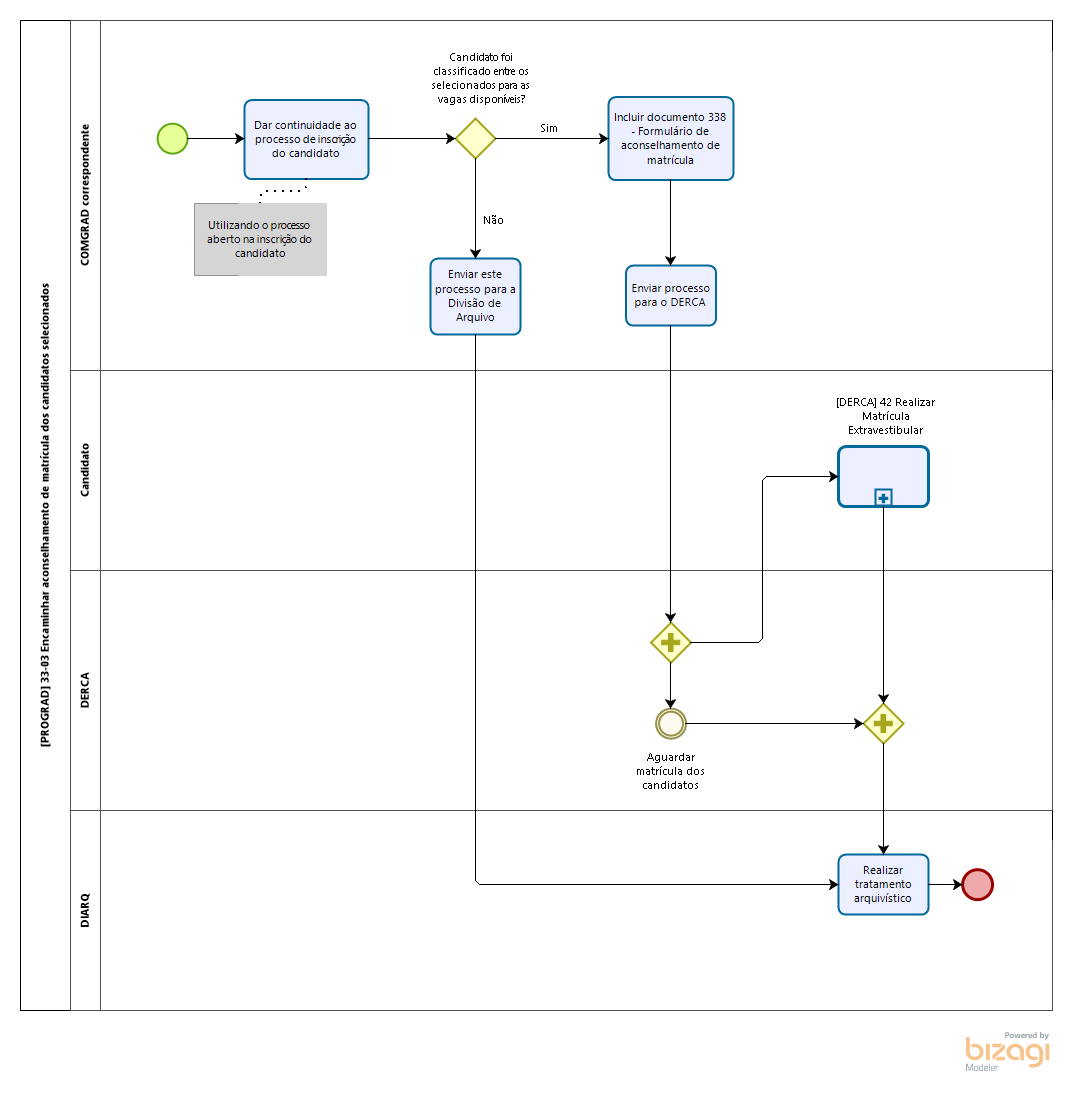 [PROGRAD] 33-03 Encaminhar aconselhamento de matrícula dos candidatos selecionados
COMGRAD correspondente
Candidato foi
classificado entre os
selecionados para as
vagas disponíveis?
Dar continuidade ao
processo de inscrição
do candidato
Sim
Incluir documento 338
- Formulário de
aconselhamento de
matrícula
Utilizando o processo
aberto na inscrição do
candidato
Não
Enviar este
processo para a
Divisão de
Arquivo
Enviar processo
para o DERCA
Candidato
[DERCA] 42 Realizar
Matrícula
Extravestibular
DERCA
Aguardar
matrícula dos
candidatos
DIARQ
Realizar
tratamento
arquivístico
Powered by
bizagi
Modeler